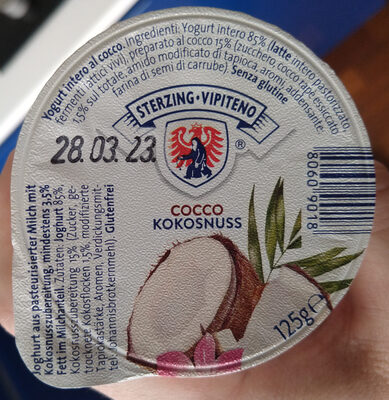 Yogurt intero al cocco. Ingredienti: Yogurt intero 85% (latte intero pastorizzato,
fermenti lattici vivi), preparato al cocco 15% (zucchero, cocco rapè essiccato
1,5% sul totale, amido modificato di tapioca, aromi, addensante:
farina di semi di carrube). Senza glutine
STERZING · VIPITENO
®
28.03.23
80609018
COCCO
KOKOSNUSS
125g e
Joghurt aus pasteurisierter Milch mit
Kokosnusszubereitung, mindestens 3,5%
Fett im Milchanteil. Zutaten: Joghurt 85%,
Kokosnusszubereitung 15% (Zucker, ge-
trocknete Kokosflocken 1,5%, modifizierte
Tapiokastärke, Aromen, Verdickungsmit-
tel: Johannisbrotkernmehl). Glutenfrei